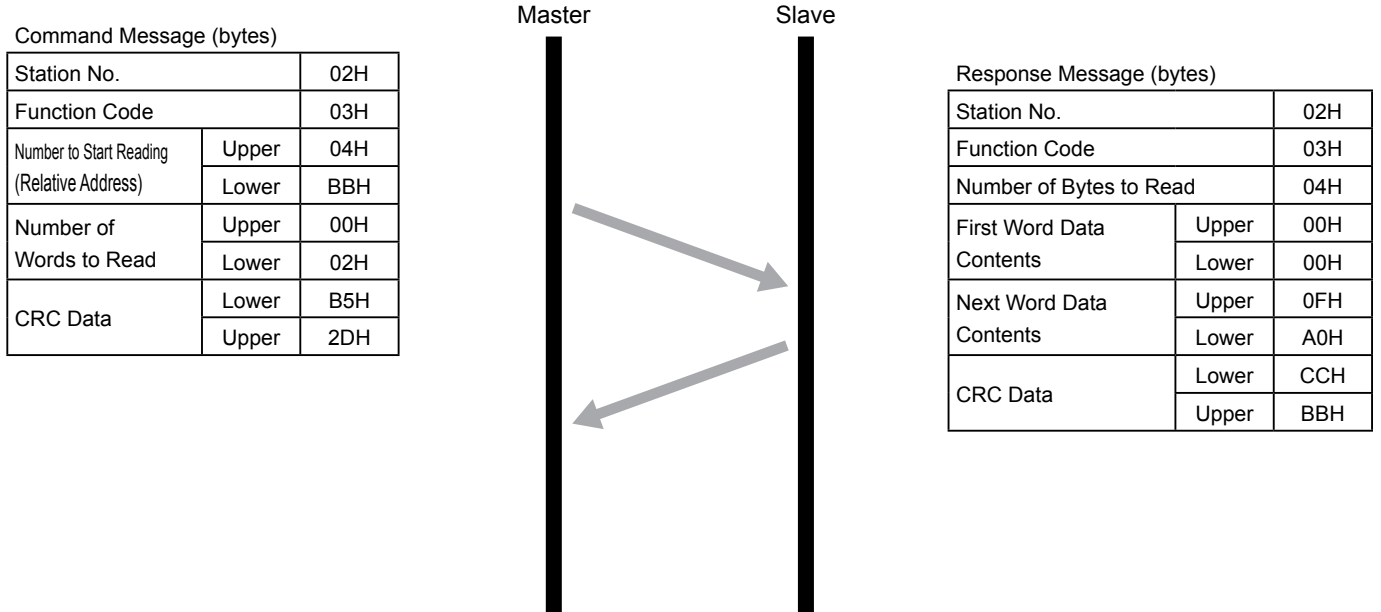 Master
Slave
Command Message (bytes)
Station No. 02H
Function Code 03H
Number to Start Reading
(Relative Address)
Upper 04H
Lower BBH
Number of
Words to Read
Upper 00H
Lower 02H
CRC Data
Lower B5H
Upper 2DH
Response Message (bytes)
Station No. 02H
Function Code 03H
Number of Bytes to Read 04H
First Word Data
Contents
Upper 00H
Lower 00H
Next Word Data
Contents
Upper 0FH
Lower A0H
CRC Data
Lower CCH
Upper BBH